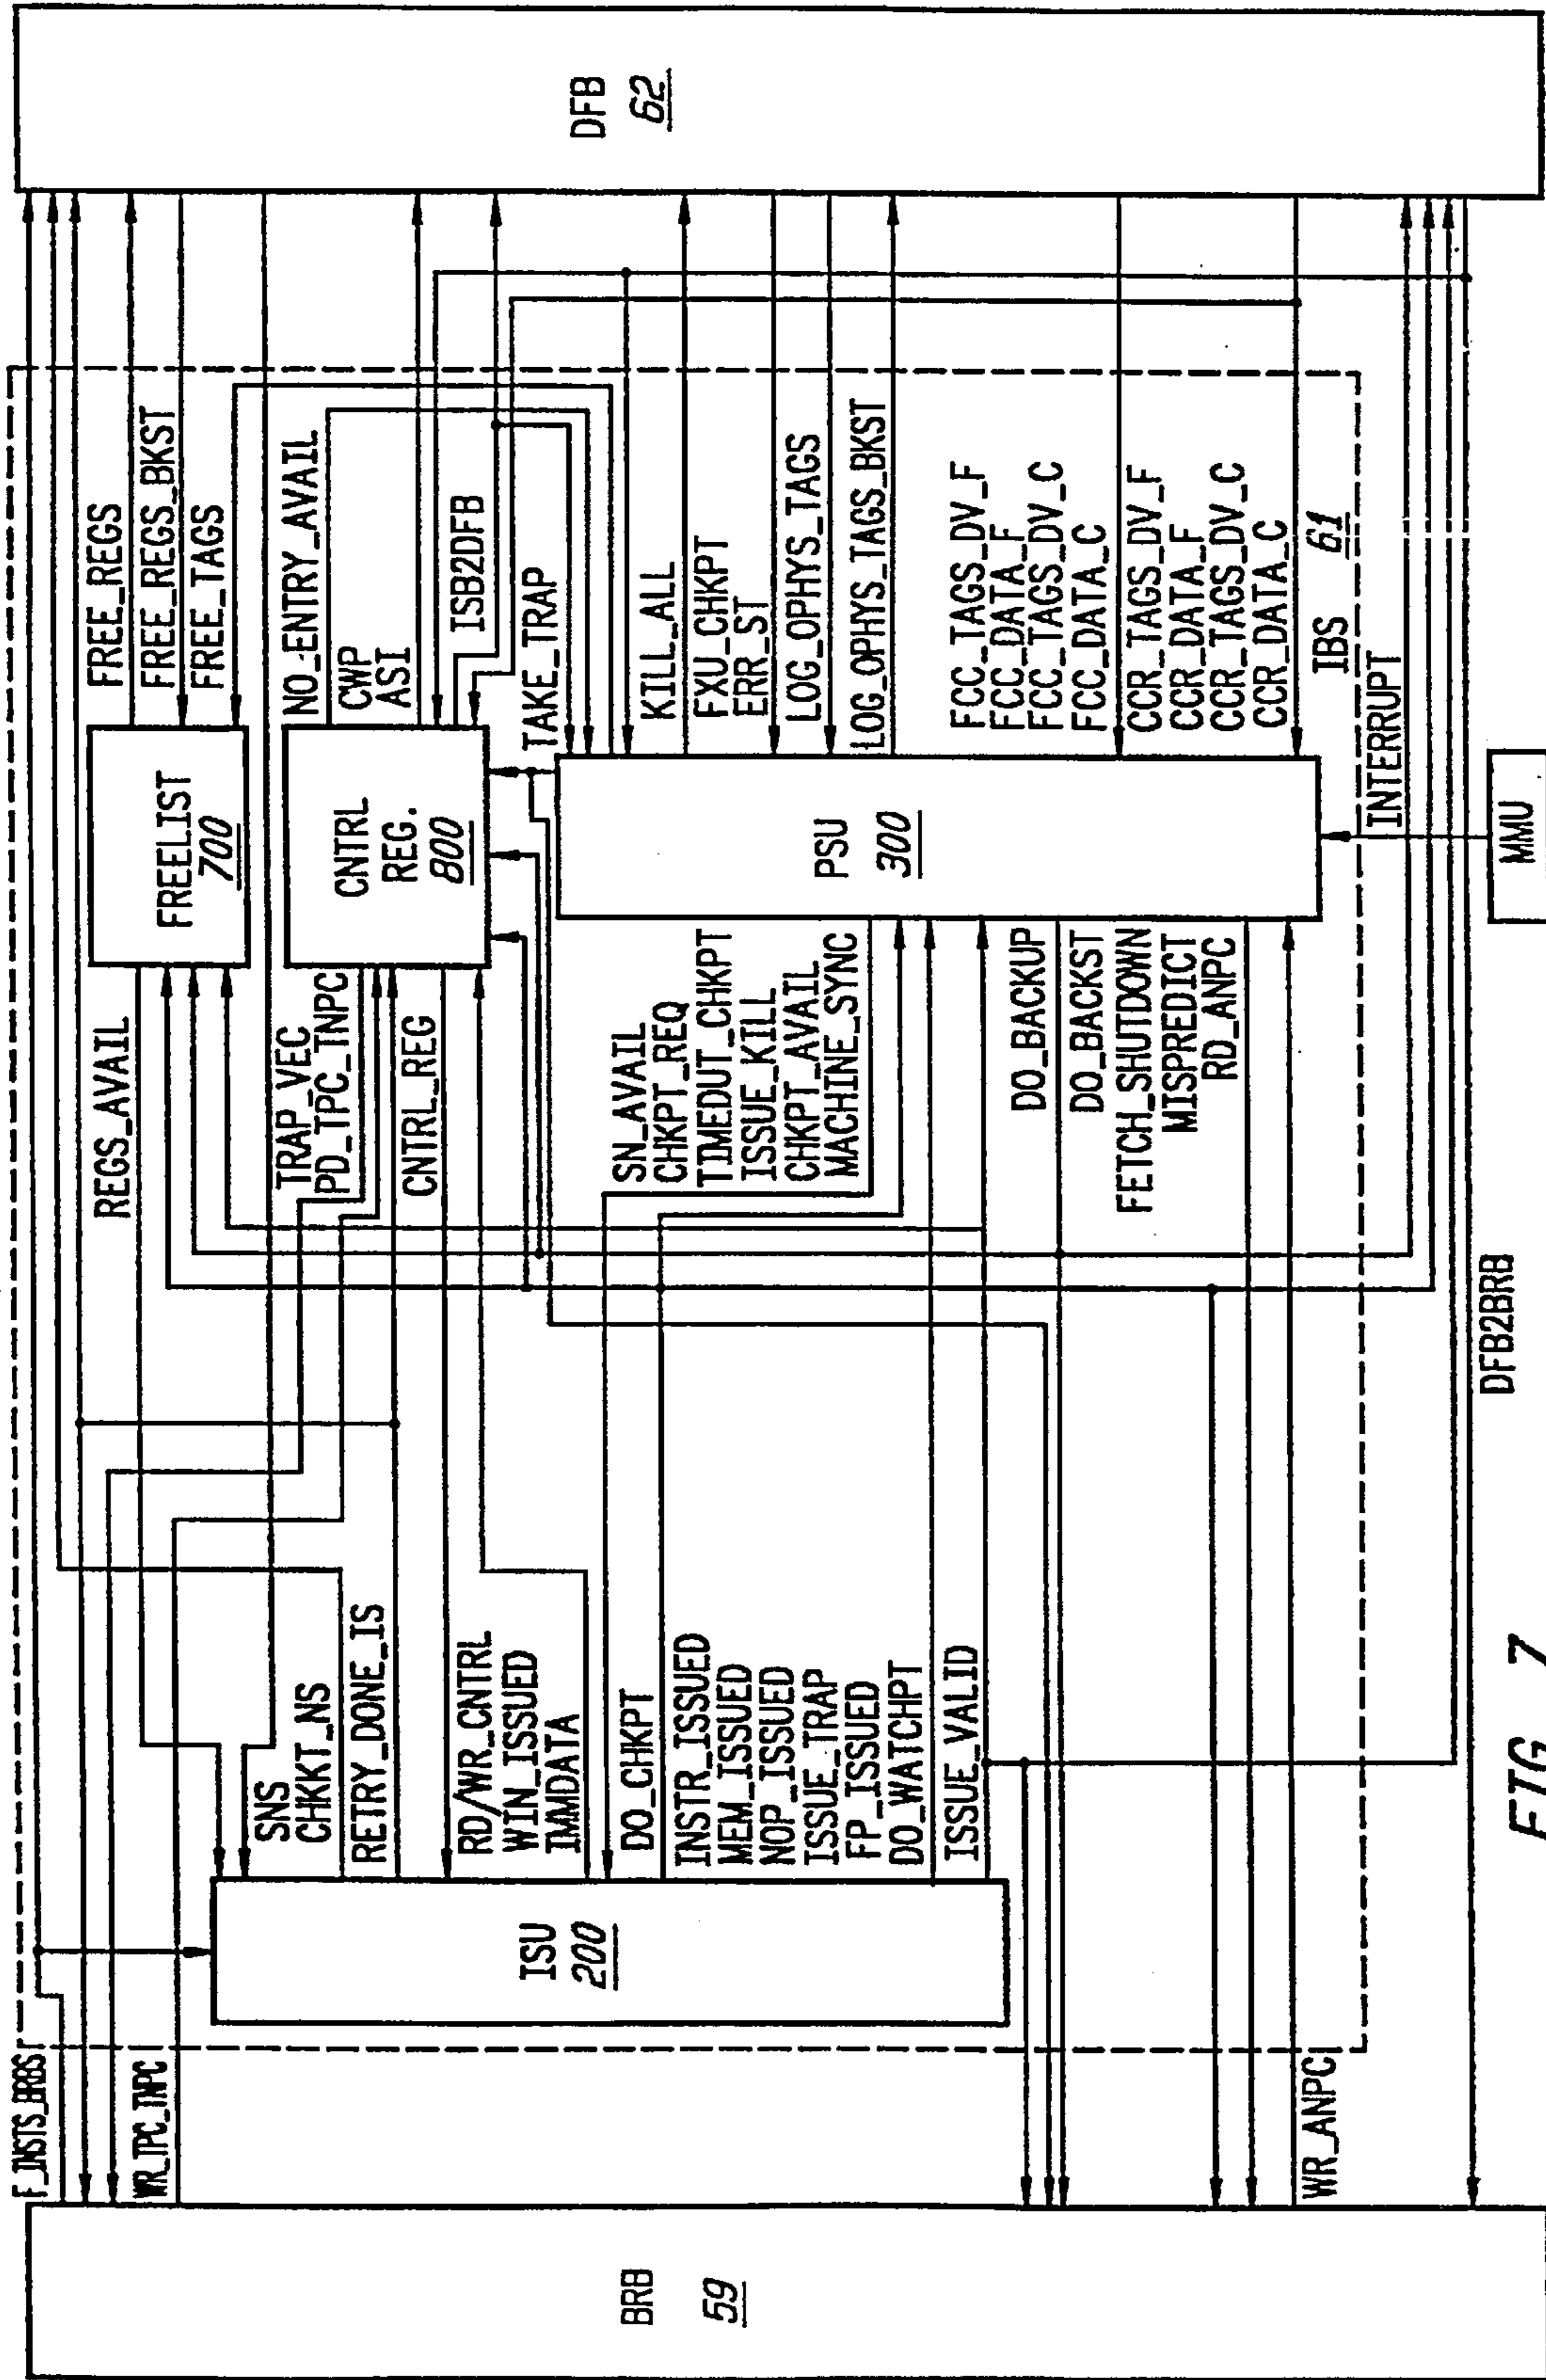 BRB
59
F_INSTS_BRBS
WR_TPC_TNPC
WR_ANPC
ISU
200
SNS
CHKKT_NS
RETRY_DONE_IS
RD/WR_CNTRL
WIN_ISSUED
IMMDATA
DO_CHKPT
INSTR_ISSUED
MEM_ISSUED
NOP_ISSUED
ISSUE_TRAP
FP_ISSUED
DO_WATCHPT
ISSUE_VALID
REGS_AVAIL
TRAP_VEC
PD_TPC_TNPC
CNTRL_REG
SN_AVAIL
CHKPT_REQ
TIMEDUT_CHKPT
ISSUE_KILL
CHKPT_AVAIL
MACHINE_SYNC
DO_BACKUP
DO_BACKST
FETCH_SHUTDOWN
MISPREDICT
RD_ANPC
FREELIST
700
CNTRL
REG.
800
PSU
300
MMU
FREE_REGS
FREE_REGS_BKST
FREE_TAGS
NO_ENTRY_AVAIL
CWP
ASI
ISB2DFB
TAKE_TRAP
KILL_ALL
FXU_CHKPT
ERR_ST
LOG_OPHYS_TAGS
LOG_OPHYS_TAGS_BKST
FCC_TAGS_DV_F
FCC_DATA_F
FCC_TAGS_DV_C
FCC_DATA_C
CCR_TAGS_DV_F
CCR_DATA_F
CCR_TAGS_DV_C
CCR_DATA_C
IBS 61
INTERRUPT
DFB
62
DFB2BRB
FIG. 7